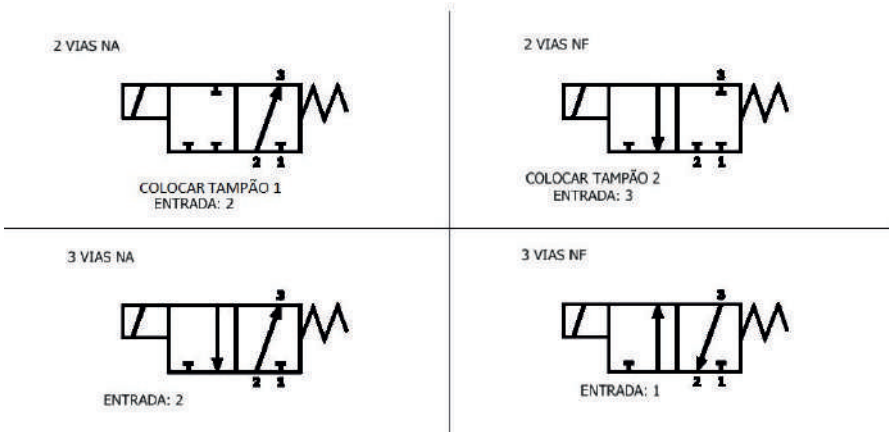 2 VIAS NA
3
2 1
COLOCAR TAMPÃO 1
ENTRADA: 2
2 VIAS NF
3
2 1
COLOCAR TAMPÃO 2
ENTRADA: 3
3 VIAS NA
3
2 1
ENTRADA: 2
3 VIAS NF
3
2 1
ENTRADA: 1